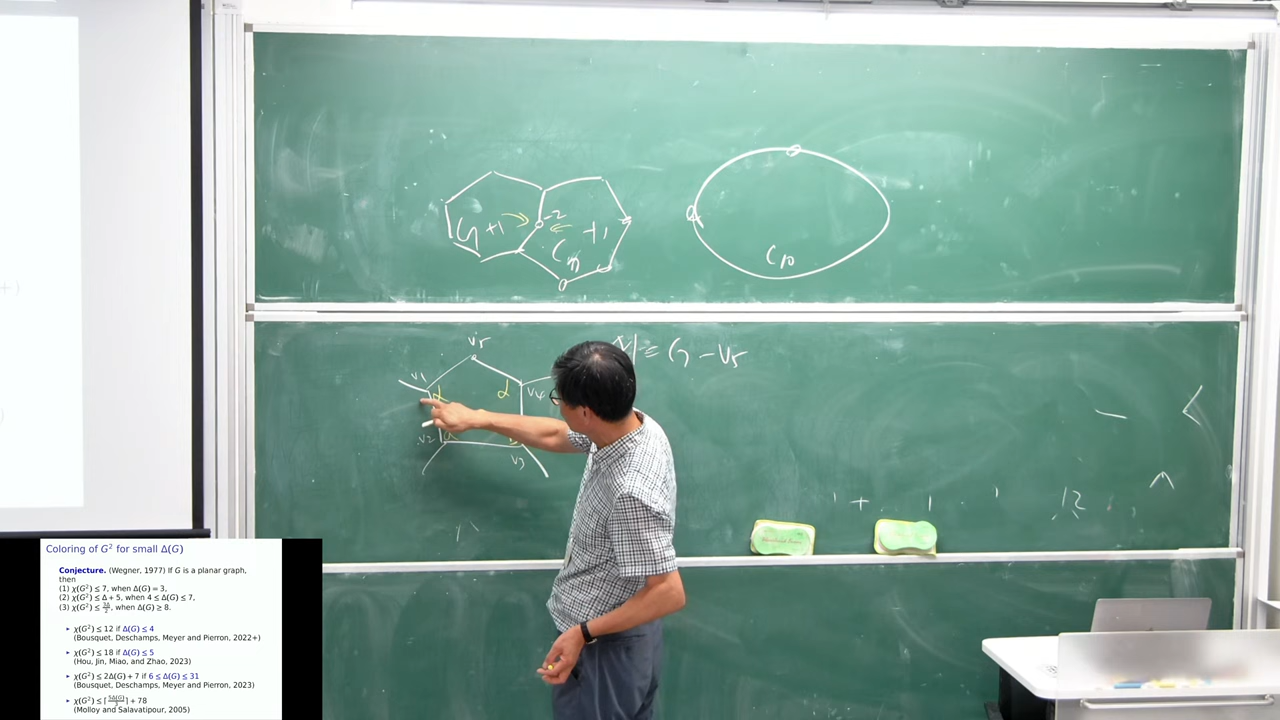 G +1
-2
+1
C10
v5
v1
α
α
v4
v2
α
v3
= G - v5
+
12
Coloring of G² for small Δ(G)
Conjecture. (Wegner, 1977) If G is a planar graph,
then
(1) χ(G²) ≤ 7, when Δ(G) = 3,
(2) χ(G²) ≤ Δ + 5, when 4 ≤ Δ(G) ≤ 7,
(3) χ(G²) ≤ 3Δ/2, when Δ(G) ≥ 8.
▸ χ(G²) ≤ 12 if Δ(G) ≤ 4
(Bousquet, Deschamps, Meyer and Pierron, 2022+)
▸ χ(G²) ≤ 18 if Δ(G) ≤ 5
(Hou, Jin, Miao, and Zhao, 2023)
▸ χ(G²) ≤ 2Δ(G) + 7 if 6 ≤ Δ(G) ≤ 31
(Bousquet, Deschamps, Meyer and Pierron, 2023)
▸ χ(G²) ≤ ⌈5Δ(G)/3⌉ + 78
(Molloy and Salavatipour, 2005)